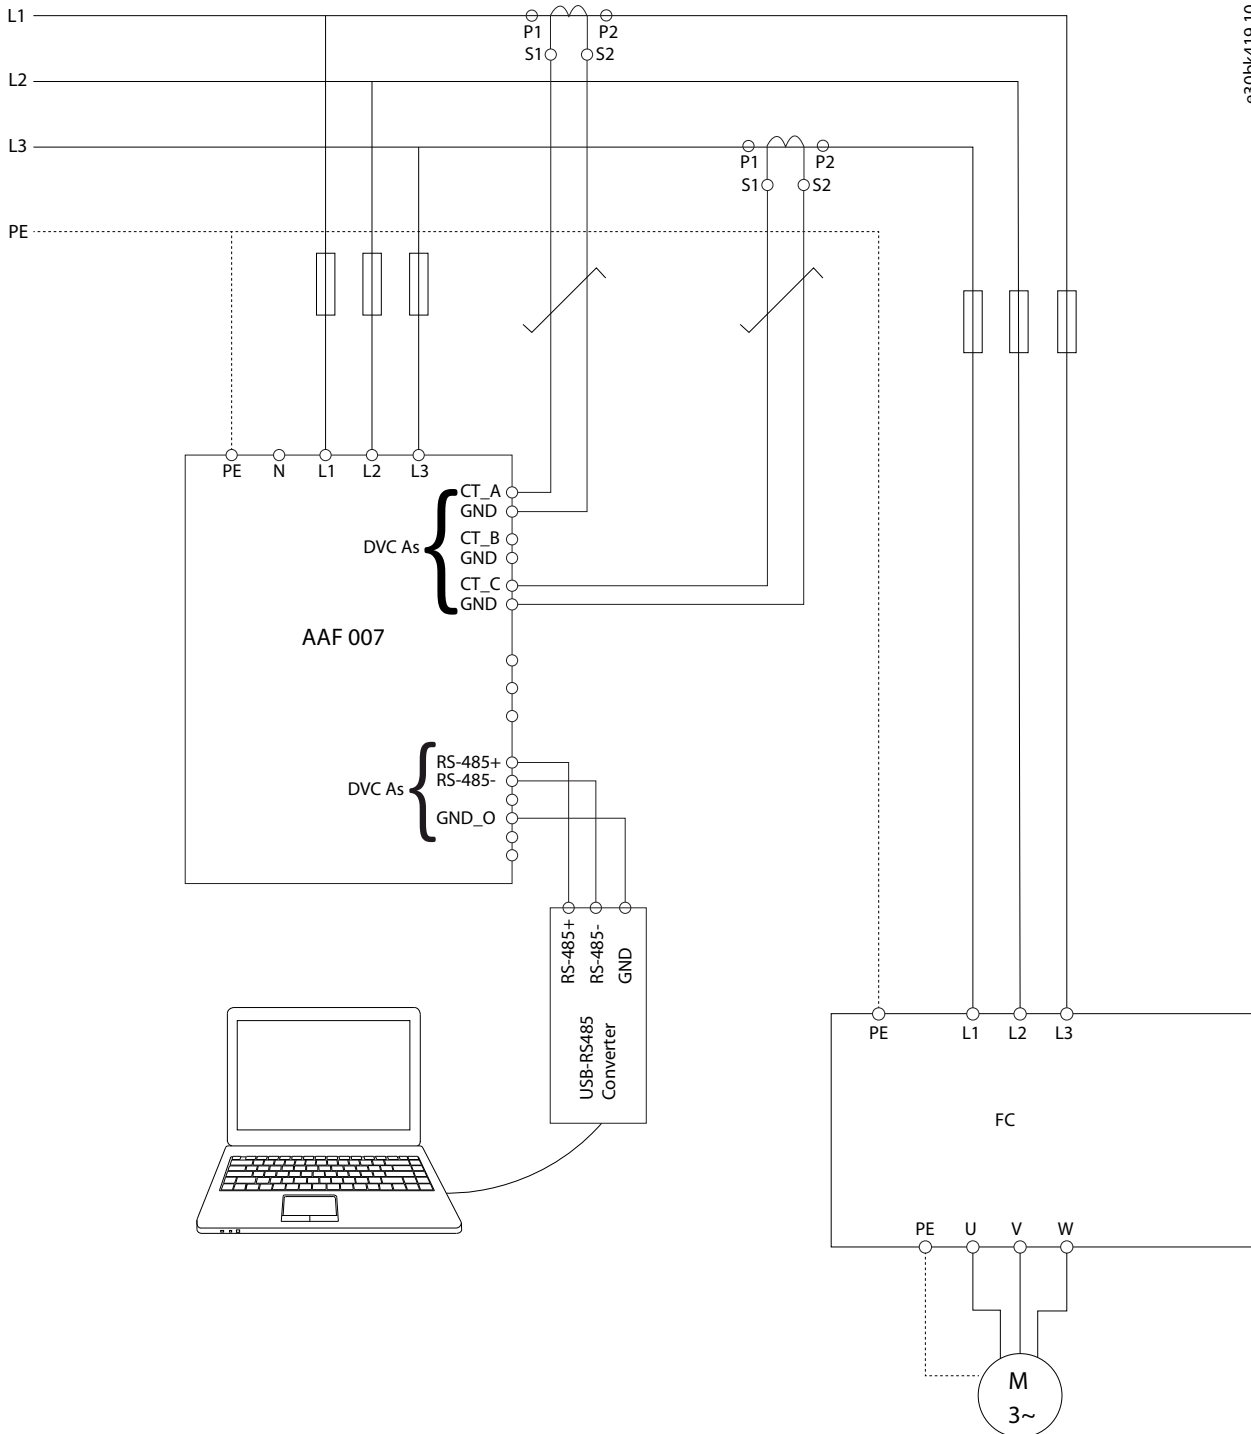 L1
P1
P2
S1
S2
L2
L3
P1
P2
S1
S2
PE
e30bk419.10
PE
N
L1
L2
L3
CT_A
GND
CT_B
GND
CT_C
GND
DVC As
AAF 007
RS-485+
RS-485-
GND_O
DVC As
RS-485+
RS-485-
GND
USB-RS485
Converter
PE
L1
L2
L3
FC
PE
U
V
W
M
3~